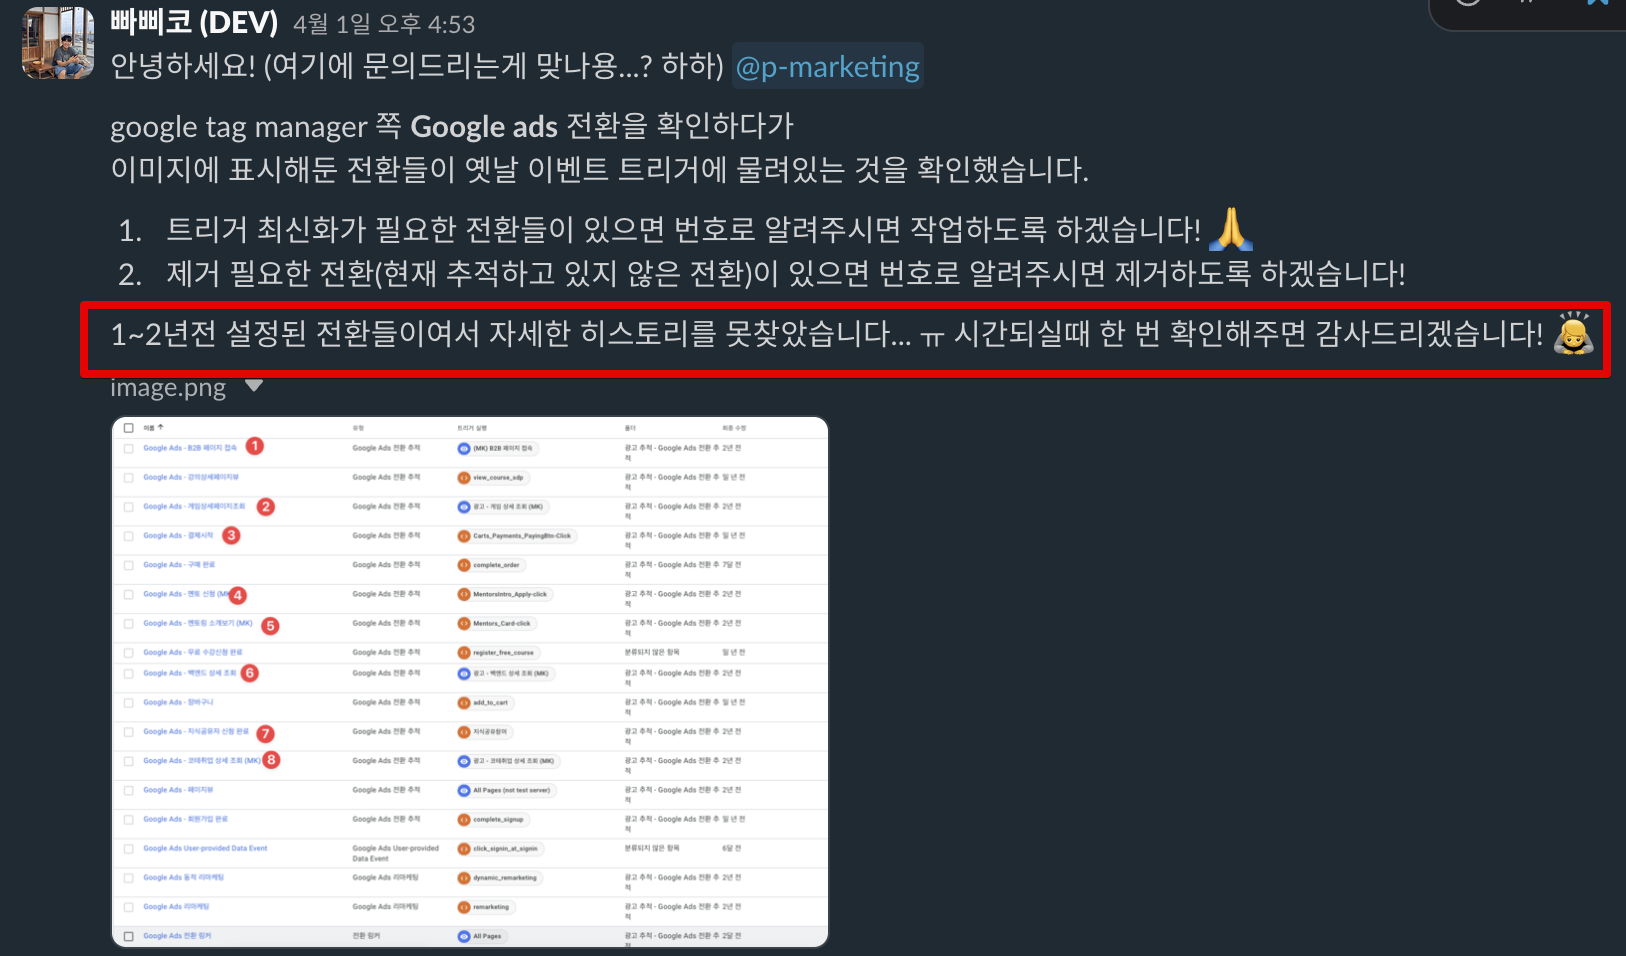 빠삐코 (DEV) 4월 1일 오후 4:53
안녕하세요! (여기에 문의드리는게 맞나용...? 하하) @p-marketing
google tag manager 쪽 Google ads 전환을 확인하다가
이미지에 표시해둔 전환들이 옛날 이벤트 트리거에 물려있는 것을 확인했습니다.
1. 트리거 최신화가 필요한 전환들이 있으면 번호로 알려주시면 작업하도록 하겠습니다! 🙏
2. 제거 필요한 전환(현재 추적하고 있지 않은 전환)이 있으면 번호로 알려주시면 제거하도록 하겠습니다!
1~2년전 설정된 전환들이여서 자세한 히스토리를 못찾았습니다... ㅠ 시간되실때 한 번 확인해주면 감사드리겠습니다! 🙇
image.png
이름 유형 트리거 실행 폴더 최종 수정
Google Ads - B2B 페이지 접속 1 Google Ads 전환 추적 (MK) B2B 페이지 접속 광고 추적 - Google Ads 전환 추적 2년 전
Google Ads - 강의상세페이지뷰 Google Ads 전환 추적 view_course_sdp 광고 추적 - Google Ads 전환 추적 일 년 전
Google Ads - 게임상세페이지조회 2 Google Ads 전환 추적 광고 - 게임 상세 조회 (MK) 광고 추적 - Google Ads 전환 추적 2년 전
Google Ads - 결제시작 3 Google Ads 전환 추적 Carts_Payments_PayingBtn-Click 광고 추적 - Google Ads 전환 추적 일 년 전
Google Ads - 구매 완료 Google Ads 전환 추적 complete_order 광고 추적 - Google Ads 전환 추적 7달 전
Google Ads - 멘토 신청 (MK 4 Google Ads 전환 추적 MentorsIntro_Apply-click 광고 추적 - Google Ads 전환 추적 2년 전
Google Ads - 멘토링 소개보기 (MK) 5 Google Ads 전환 추적 Mentors_Card-click 광고 추적 - Google Ads 전환 추적 2년 전
Google Ads - 무료 수강신청 완료 Google Ads 전환 추적 register_free_course 분류되지 않은 항목 일 년 전
Google Ads - 백엔드 상세 조회 6 Google Ads 전환 추적 광고 - 백엔드 상세 조회 (MK) 광고 추적 - Google Ads 전환 추적 2년 전
Google Ads - 장바구니 Google Ads 전환 추적 add_to_cart 광고 추적 - Google Ads 전환 추적 일 년 전
Google Ads - 지식공유자 신청 완료 7 Google Ads 전환 추적 지식공유참여 광고 추적 - Google Ads 전환 추적 2년 전
Google Ads - 코테취업 상세 조회 (MK) 8 Google Ads 전환 추적 광고 - 코테취업 상세 조회 (MK) 광고 추적 - Google Ads 전환 추적 2년 전
Google Ads - 페이지뷰 Google Ads 전환 추적 All Pages (not test server) 광고 추적 - Google Ads 전환 추적 2년 전
Google Ads - 회원가입 완료 Google Ads 전환 추적 complete_signup 광고 추적 - Google Ads 전환 추적 일 년 전
Google Ads User-provided Data Event Google Ads User-provided Data Event click_signin_at_signin 분류되지 않은 항목 6달 전
Google Ads 동적 리마케팅 Google Ads 리마케팅 dynamic_remarketing 광고 추적 - Google Ads 전환 추적 2년 전
Google Ads 리마케팅 Google Ads 리마케팅 remarketing 광고 추적 - Google Ads 전환 추적 2년 전
Google Ads 전환 링커 전환 링커 All Pages 광고 추적 - Google Ads 전환 추적 2달 전